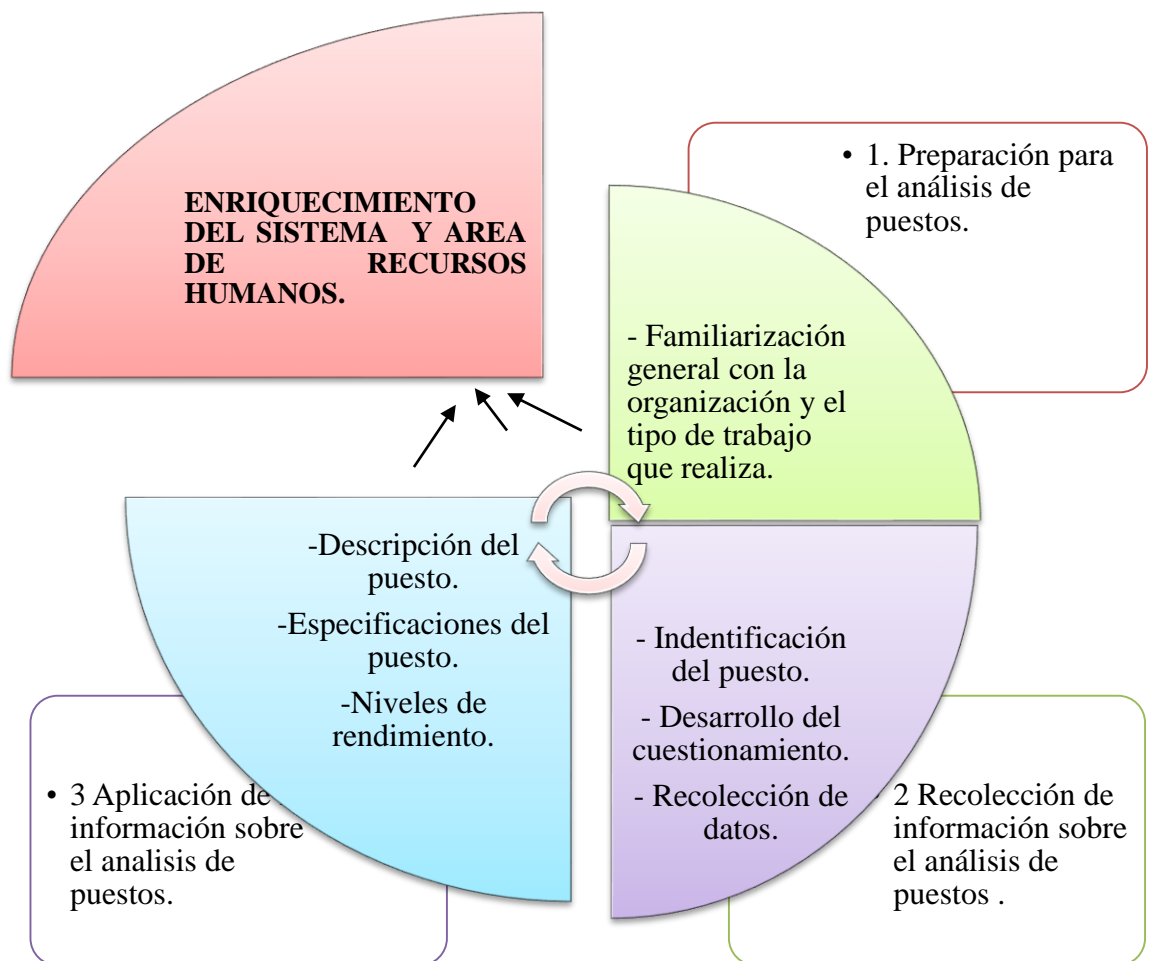 ENRIQUECIMIENTO
DEL SISTEMA Y AREA
DE RECURSOS
HUMANOS.
• 1. Preparación para
el análisis de
puestos.
- Familiarización
general con la
organización y el
tipo de trabajo
que realiza.
-Descripción del
puesto.
-Especificaciones del
puesto.
-Niveles de
rendimiento.
- Indentificación
del puesto.
- Desarrollo del
cuestionamiento.
- Recolección de
datos.
• 3 Aplicación de
información sobre
el analisis de
puestos.
• 2 Recolección de
información sobre
el análisis de
puestos .